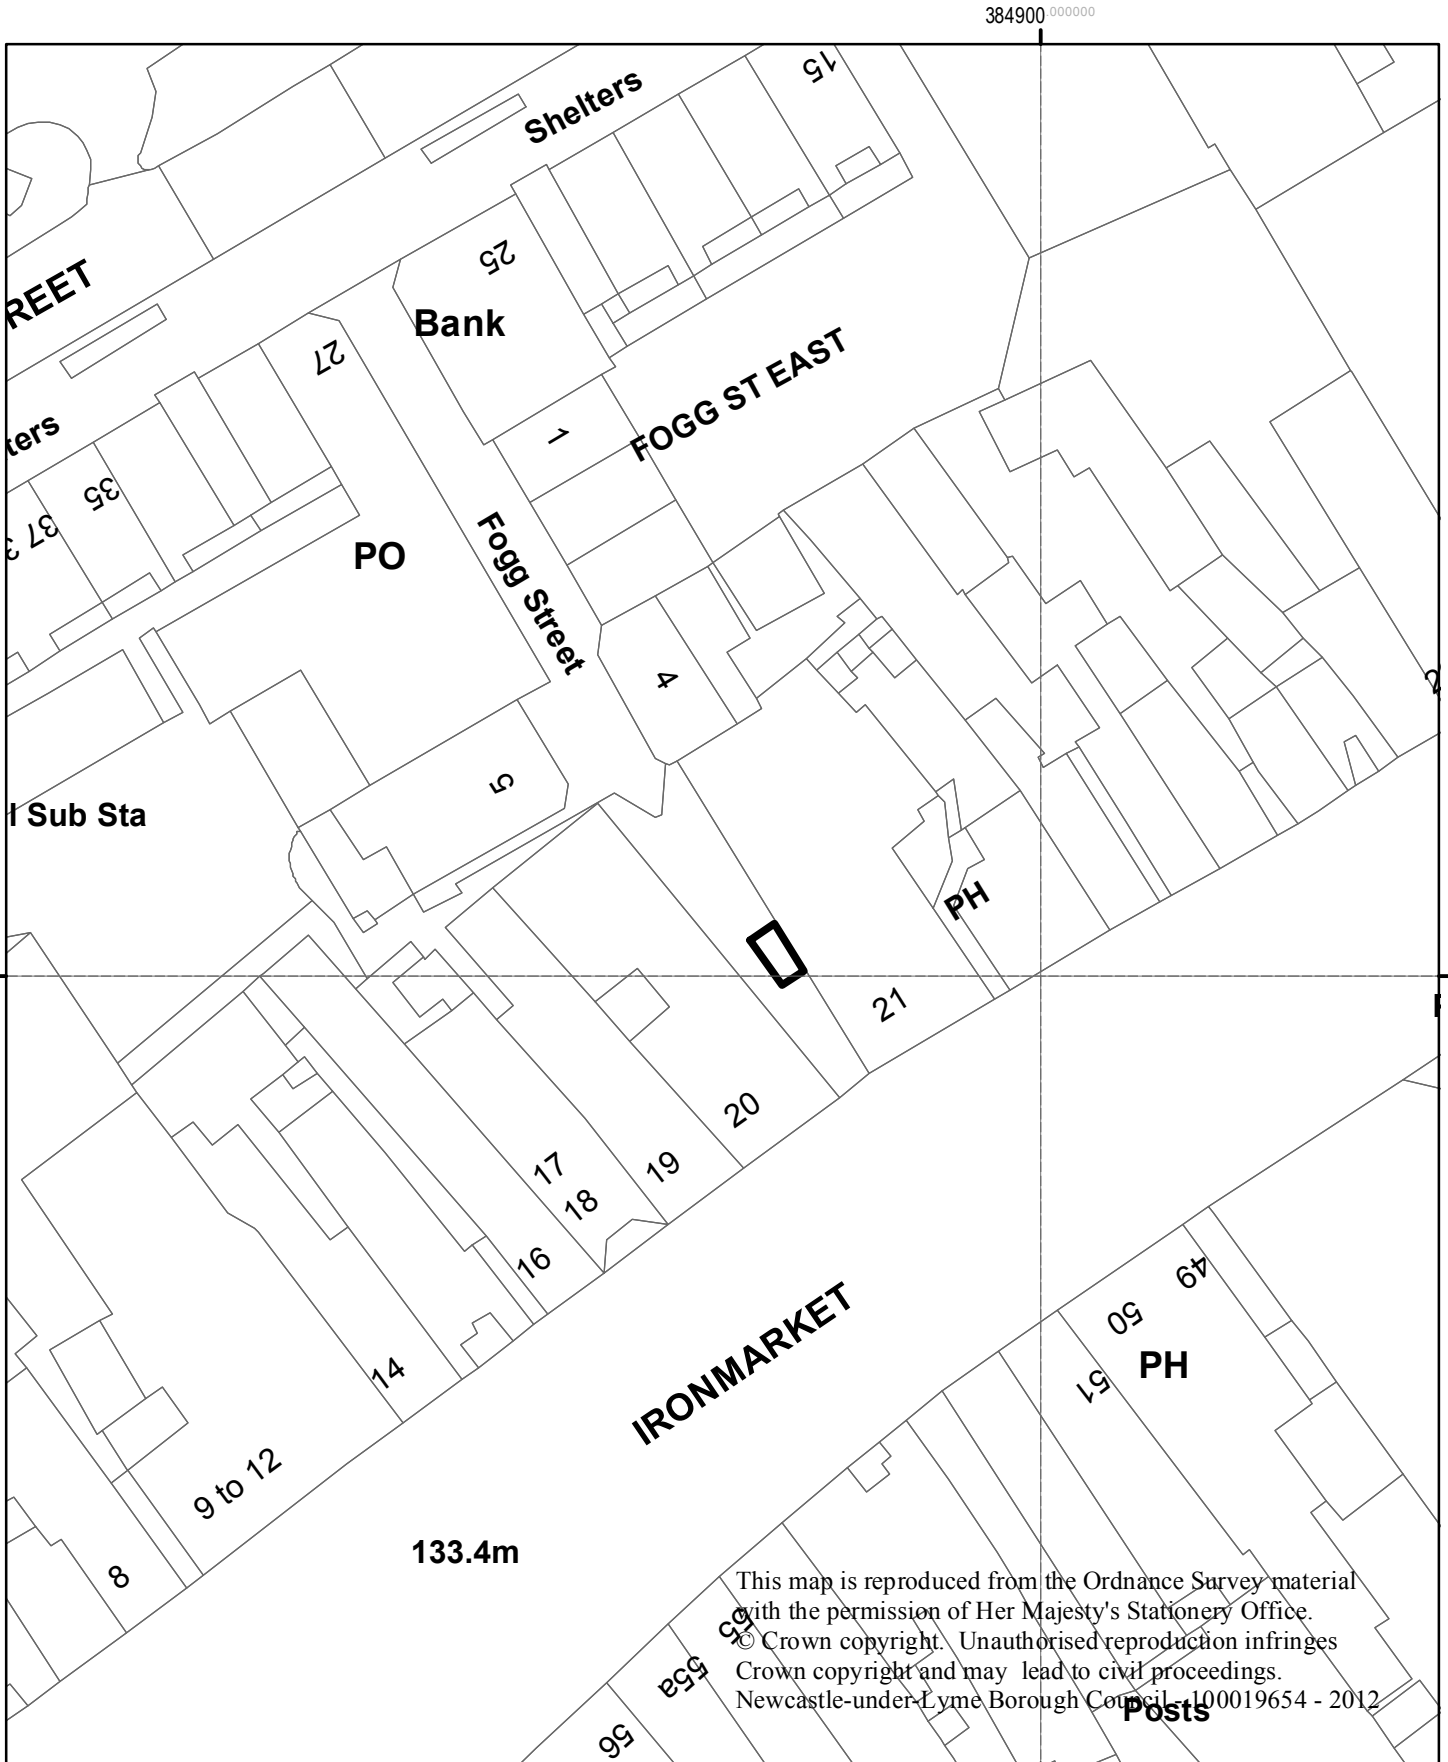 384900.000000
15
Shelters
25
REET
Bank
27
FOGG ST EAST
ters
1
35
37
PO
Fogg Street
4
5
l Sub Sta
PH
21
20
17
19
18
16
49
50
IRONMARKET
PH
14
51
9 to 12
133.4m
8
This map is reproduced from the Ordnance Survey material
with the permission of Her Majesty's Stationery Office.
© Crown copyright. Unauthorised reproduction infringes
Crown copyright and may lead to civil proceedings.
Newcastle-under-Lyme Borough Council - 100019654 - 2012
55
55a
Posts
56